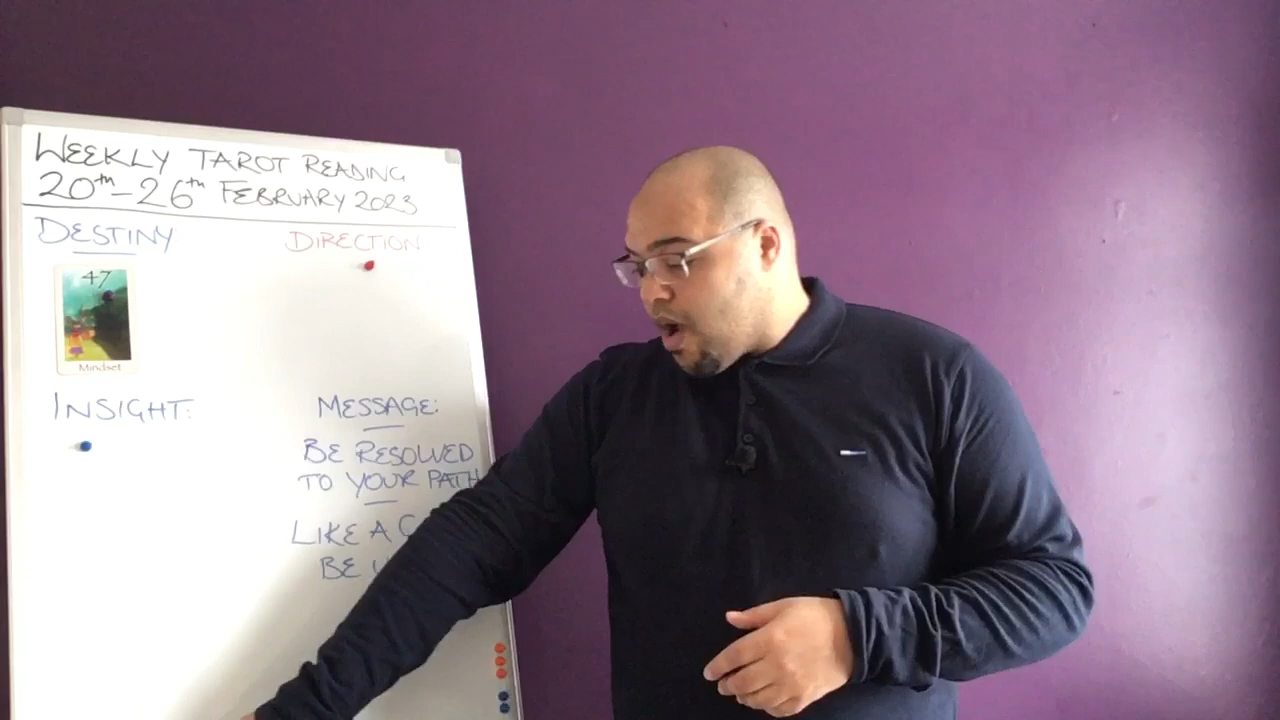 WEEKLY TAROT READING
20th-26th FEBRUARY 2023
DESTINY
DIRECTION
47
Mindset
INSIGHT:
MESSAGE:
BE RESOLVED
TO YOUR PATH
LIKE A
BE